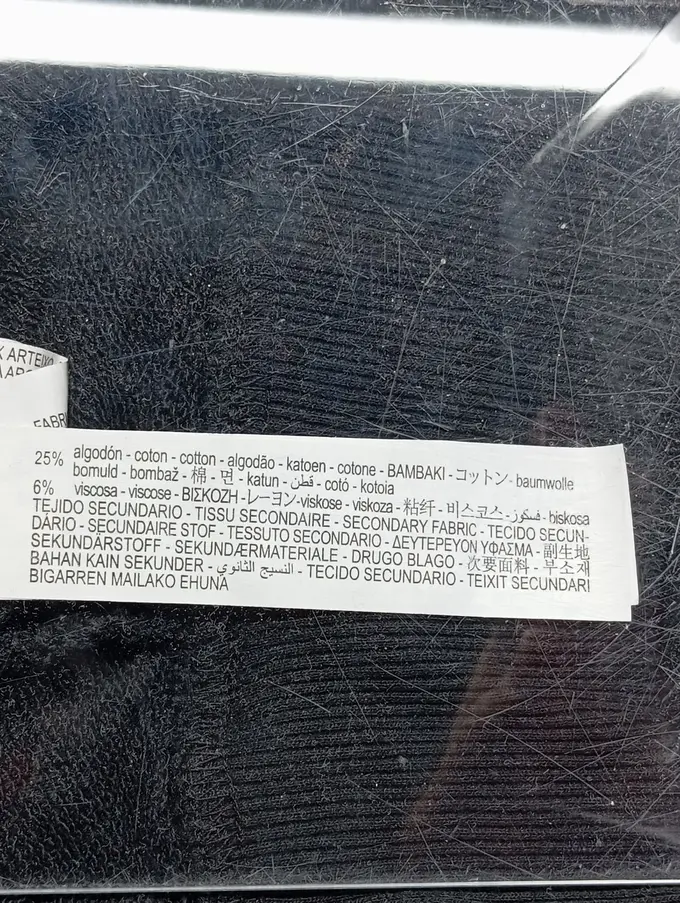 K ARTEIXO
FABRI
25% algodón - coton - cotton - algodão - katoen - cotone - ΒΑΜΒΑΚΙ - コットン - baumwolle
bomuld - bombaž - 棉 - 면 - katun - قطن - cotó - kotoia
6% viscosa - viscose - ΒΙΣΚΟΖΗ - レーヨン - viskose - viskoza - 粘纤 - 비스코스 - فسكوز - biskosa
TEJIDO SECUNDARIO - TISSU SECONDAIRE - SECONDARY FABRIC - TECIDO SECUN-
DÁRIO - SECUNDAIRE STOF - TESSUTO SECONDARIO - ΔΕΥΤΕΡΕΥΟΝ ΥΦΑΣΜΑ - 副生地
SEKUNDÄRSTOFF - SEKUNDÆRMATERIALE - DRUGO BLAGO - 次要面料 - 부소재
BAHAN KAIN SEKUNDER - النسيج الثانوي - TECIDO SECUNDARIO - TEIXIT SECUNDARI
BIGARREN MAILAKO EHUNA